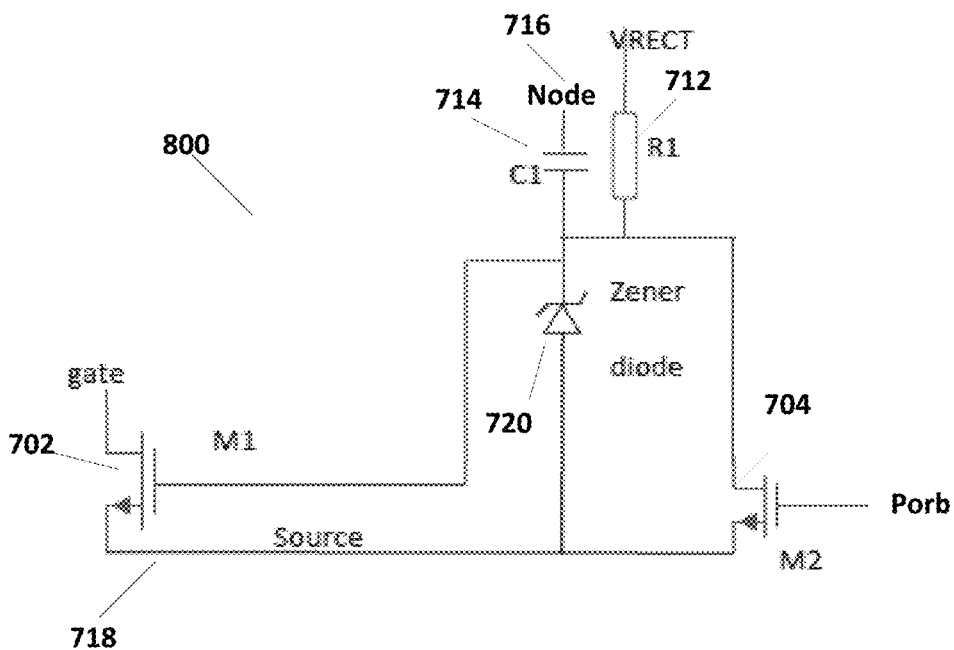 716
VRECT
714
Node
712
800
C1
R1
Zener
diode
gate
720
704
702
M1
Porb
Source
M2
718